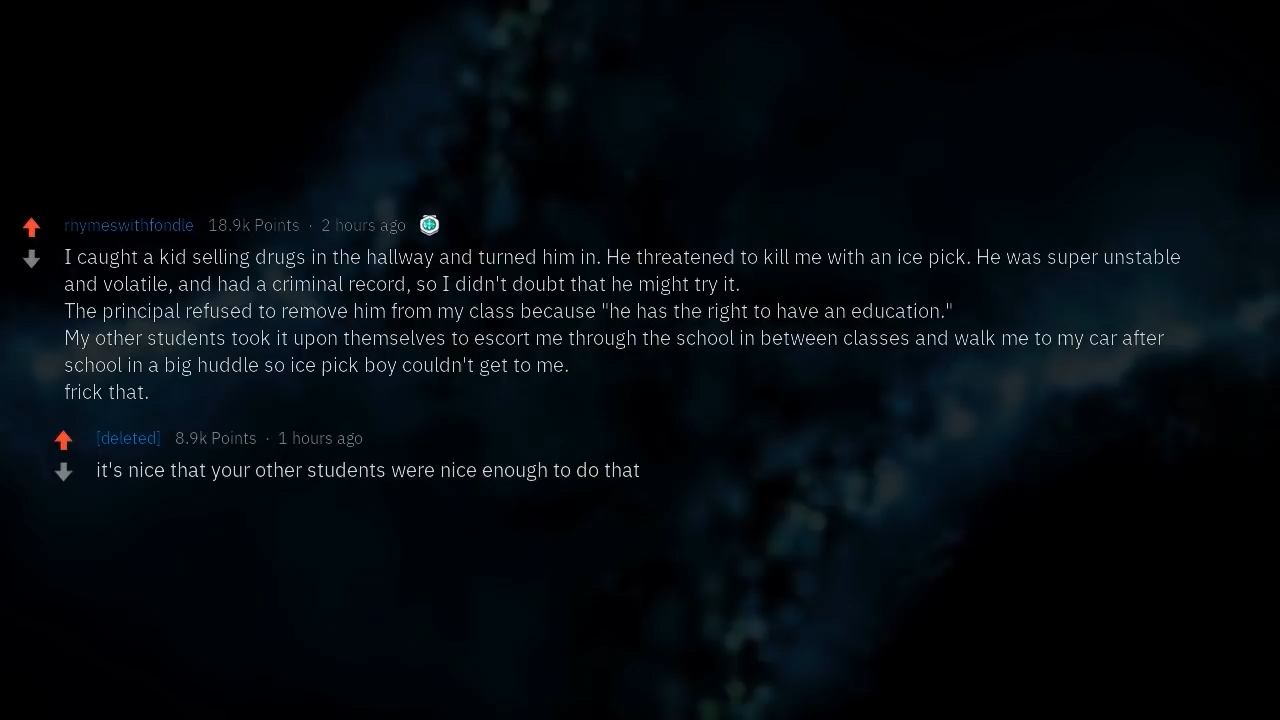 rhymeswithfondle 18.9k Points · 2 hours ago
I caught a kid selling drugs in the hallway and turned him in. He threatened to kill me with an ice pick. He was super unstable
and volatile, and had a criminal record, so I didn't doubt that he might try it.
The principal refused to remove him from my class because "he has the right to have an education."
My other students took it upon themselves to escort me through the school in between classes and walk me to my car after
school in a big huddle so ice pick boy couldn't get to me.
frick that.
[deleted] 8.9k Points · 1 hours ago
it's nice that your other students were nice enough to do that